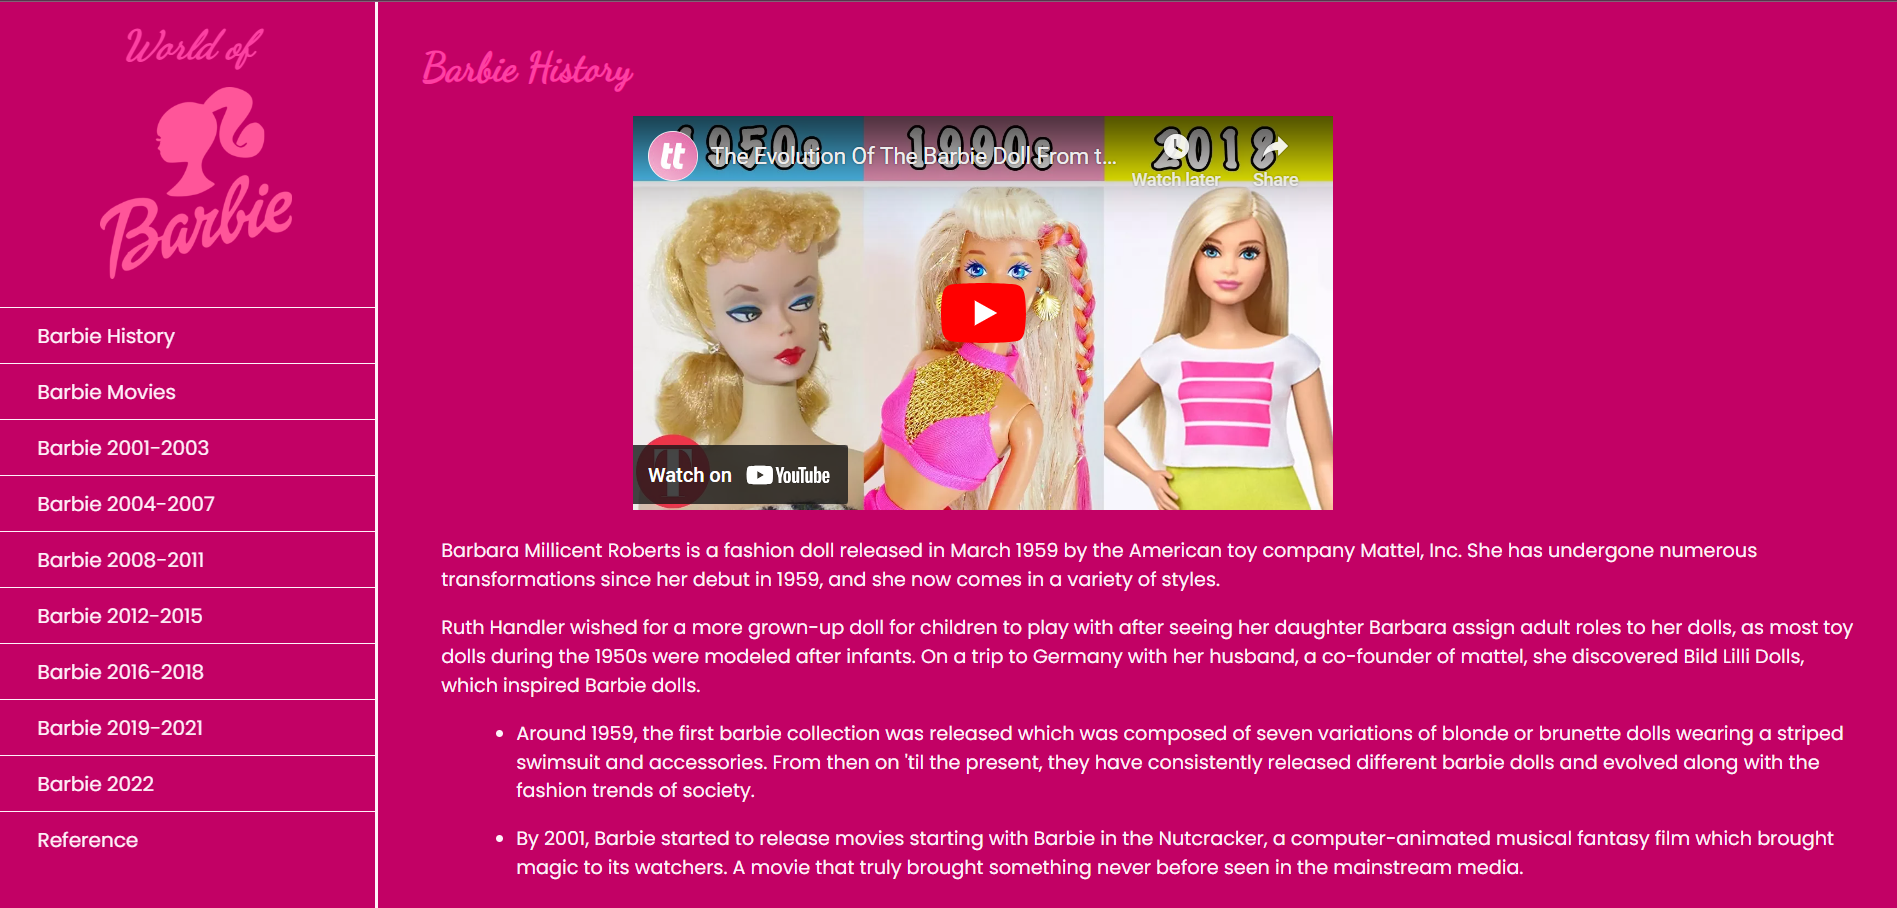 World of
Barbie
Barbie History
Barbie Movies
Barbie 2001-2003
Barbie 2004-2007
Barbie 2008-2011
Barbie 2012-2015
Barbie 2016-2018
Barbie 2019-2021
Barbie 2022
Reference
Barbie History
1950s 1990s 2018
tt The Evolution Of The Barbie Doll From t...
Watch later Share
T
Watch on YouTube
Barbara Millicent Roberts is a fashion doll released in March 1959 by the American toy company Mattel, Inc. She has undergone numerous
transformations since her debut in 1959, and she now comes in a variety of styles.
Ruth Handler wished for a more grown-up doll for children to play with after seeing her daughter Barbara assign adult roles to her dolls, as most toy
dolls during the 1950s were modeled after infants. On a trip to Germany with her husband, a co-founder of mattel, she discovered Bild Lilli Dolls,
which inspired Barbie dolls.
• Around 1959, the first barbie collection was released which was composed of seven variations of blonde or brunette dolls wearing a striped
swimsuit and accessories. From then on 'til the present, they have consistently released different barbie dolls and evolved along with the
fashion trends of society.
• By 2001, Barbie started to release movies starting with Barbie in the Nutcracker, a computer-animated musical fantasy film which brought
magic to its watchers. A movie that truly brought something never before seen in the mainstream media.